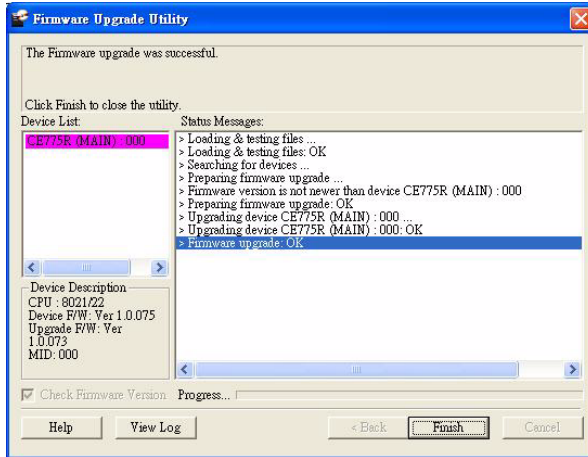 Firmware Upgrade Utility
The Firmware upgrade was successful.
Click Finish to close the utility.
Device List:
CE775R (MAIN) : 000
Status Messages:
> Loading & testing files ...
> Loading & testing files: OK
> Searching for devices ...
> Preparing firmware upgrade ...
> Firmware version is not newer than device CE775R (MAIN) : 000
> Preparing firmware upgrade: OK
> Upgrading device CE775R (MAIN) : 000 ...
> Upgrading device CE775R (MAIN) : 000: OK
> Firmware upgrade: OK
Device Description
CPU : 8021/22
Device F/W: Ver 1.0.075
Upgrade F/W: Ver
1.0.073
MID: 000
Check Firmware Version
Progress...
Help
View Log
< Back
Finish
Cancel